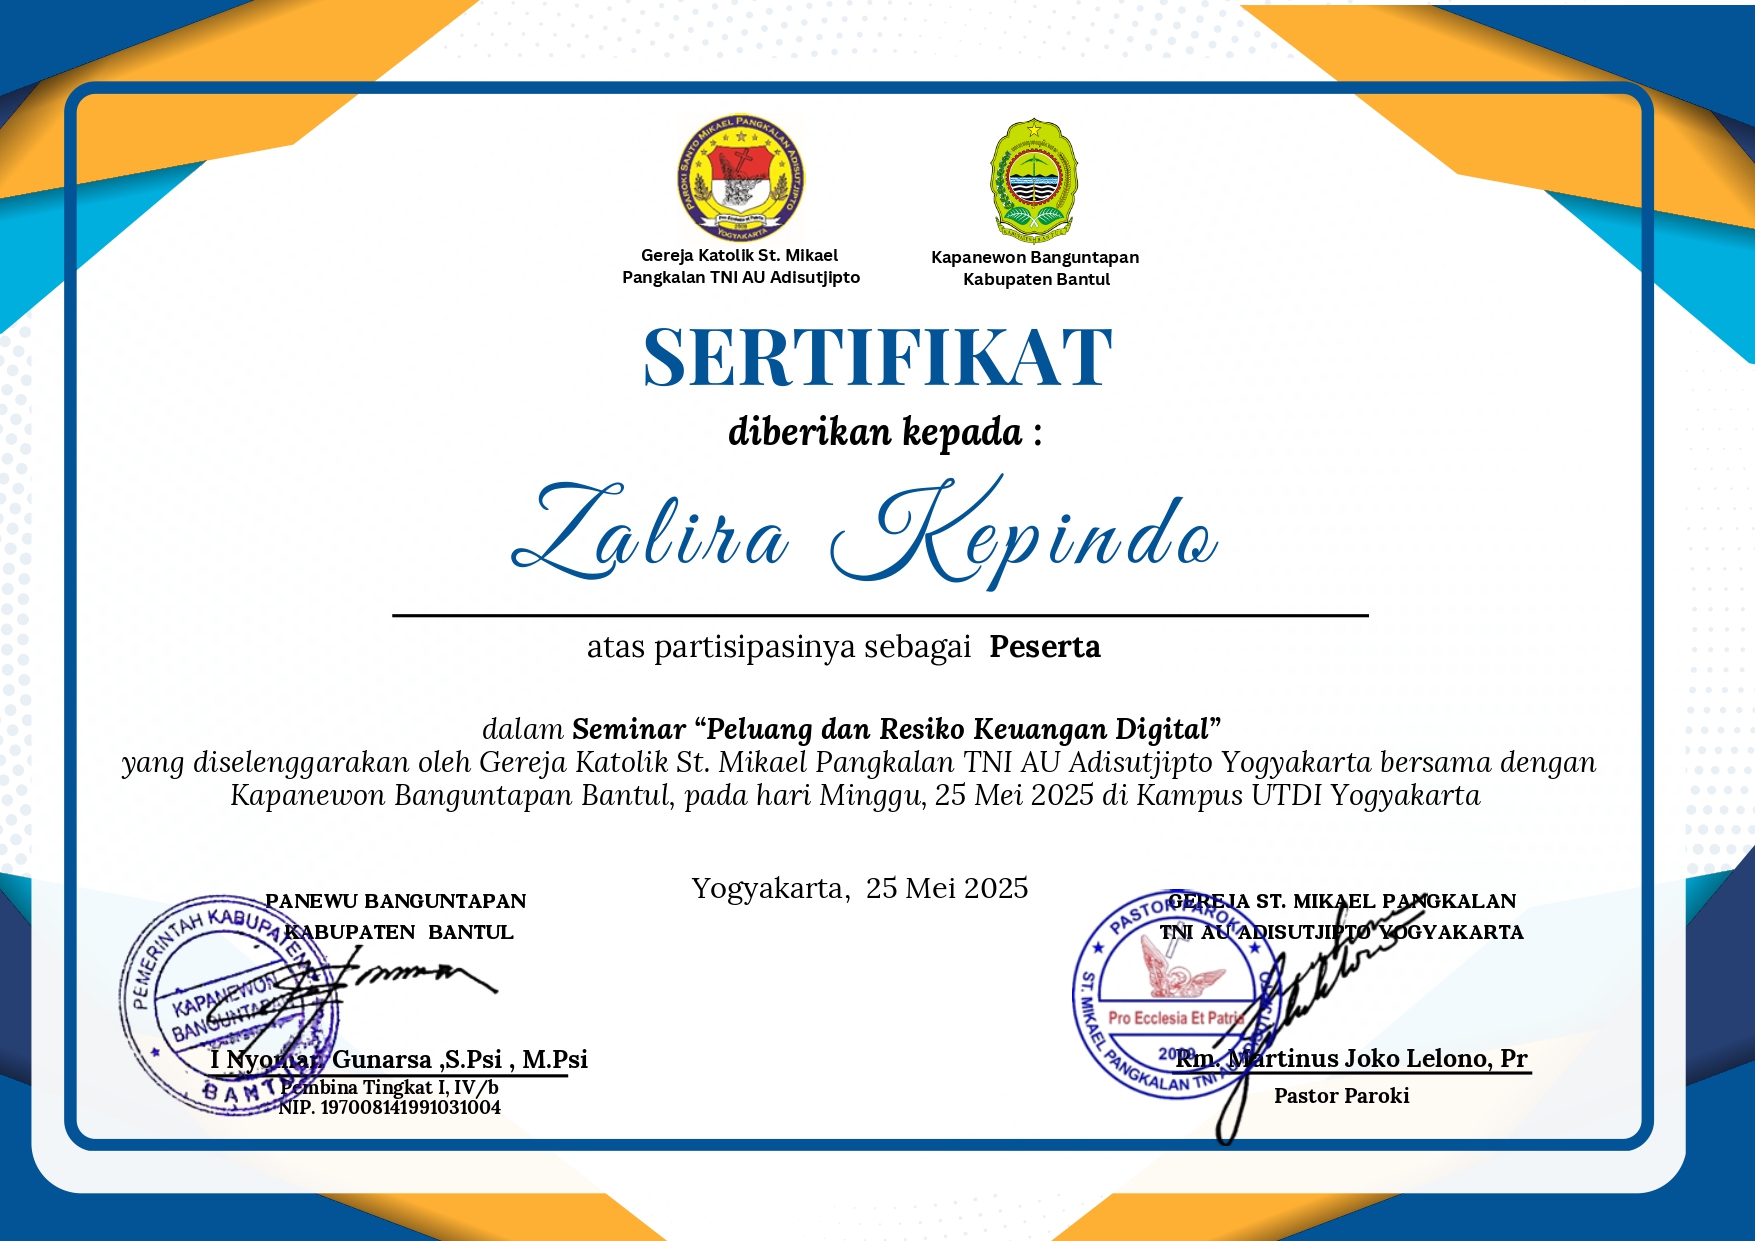 PAROKI SANTO MIKAEL PANGKALAN ADISUTJIPTO
Pro Ecclesia et Patria
2009
YOGYAKARTA
Gereja Katolik St. Mikael
Pangkalan TNI AU Adisutjipto
Kapanewon Banguntapan
Kabupaten Bantul
SERTIFIKAT
diberikan kepada :
Zalira Kepindo
atas partisipasinya sebagai Peserta
dalam Seminar “Peluang dan Resiko Keuangan Digital”
yang diselenggarakan oleh Gereja Katolik St. Mikael Pangkalan TNI AU Adisutjipto Yogyakarta bersama dengan
Kapanewon Banguntapan Bantul, pada hari Minggu, 25 Mei 2025 di Kampus UTDI Yogyakarta
Yogyakarta, 25 Mei 2025
PANEWU BANGUNTAPAN
KABUPATEN BANTUL
PEMERINTAH KABUPATEN
KAPANEWON
BANGUNTAPAN
BANTUL
I Nyoman Gunarsa ,S.Psi , M.Psi
Pembina Tingkat I, IV/b
NIP. 197008141991031004
GEREJA ST. MIKAEL PANGKALAN
TNI AU ADISUTJIPTO YOGYAKARTA
PASTOR PAROKI
ST. MIKAEL PANGKALAN TNI AU ADISUTJIPTO
Pro Ecclesia Et Patria
2009
Rm. Martinus Joko Lelono, Pr
Pastor Paroki